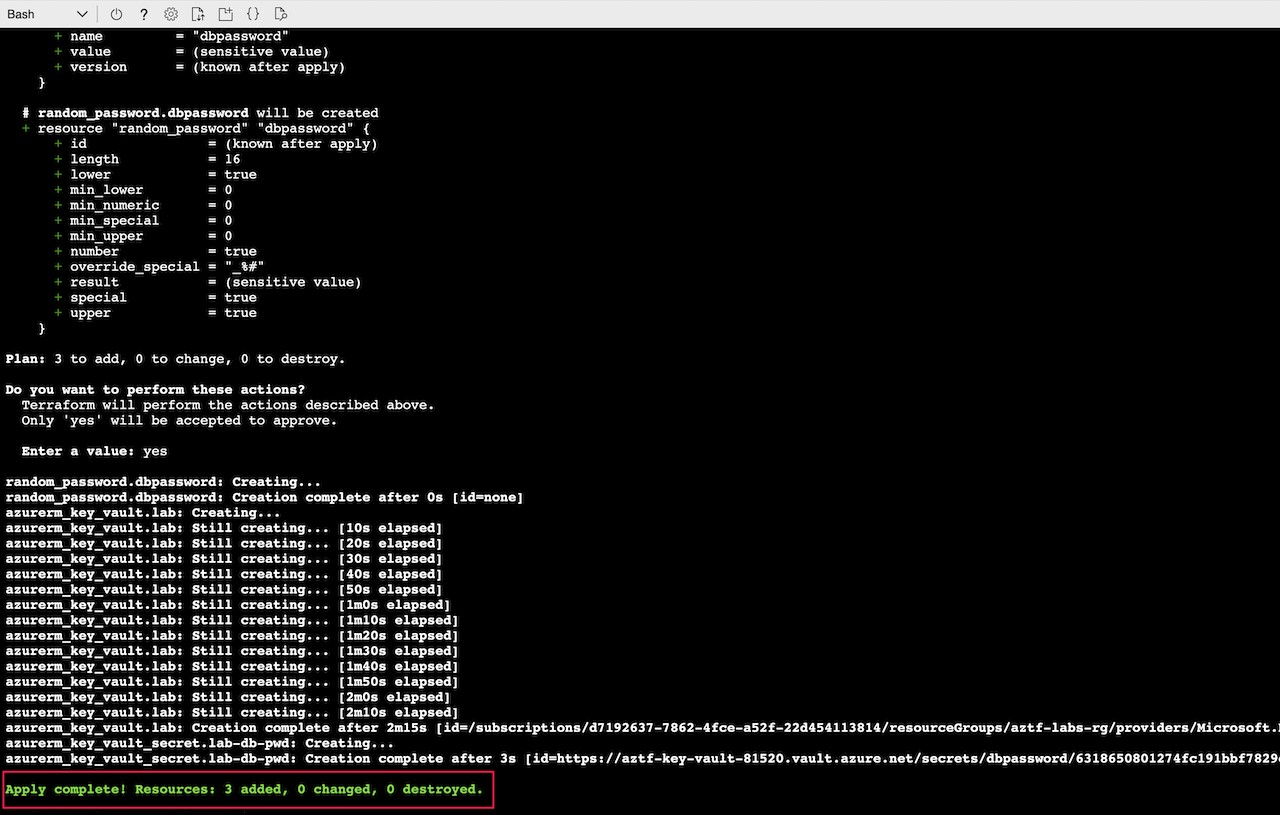 Bash
?
{}
+ name         = "dbpassword"
+ value        = (sensitive value)
+ version      = (known after apply)
}
# random_password.dbpassword will be created
+ resource "random_password" "dbpassword" {
+ id               = (known after apply)
+ length           = 16
+ lower            = true
+ min_lower        = 0
+ min_numeric      = 0
+ min_special      = 0
+ min_upper        = 0
+ number           = true
+ override_special = "_%#"
+ result           = (sensitive value)
+ special          = true
+ upper            = true
}
Plan: 3 to add, 0 to change, 0 to destroy.
Do you want to perform these actions?
Terraform will perform the actions described above.
Only 'yes' will be accepted to approve.
Enter a value: yes
random_password.dbpassword: Creating...
random_password.dbpassword: Creation complete after 0s [id=none]
azurerm_key_vault.lab: Creating...
azurerm_key_vault.lab: Still creating... [10s elapsed]
azurerm_key_vault.lab: Still creating... [20s elapsed]
azurerm_key_vault.lab: Still creating... [30s elapsed]
azurerm_key_vault.lab: Still creating... [40s elapsed]
azurerm_key_vault.lab: Still creating... [50s elapsed]
azurerm_key_vault.lab: Still creating... [1m0s elapsed]
azurerm_key_vault.lab: Still creating... [1m10s elapsed]
azurerm_key_vault.lab: Still creating... [1m20s elapsed]
azurerm_key_vault.lab: Still creating... [1m30s elapsed]
azurerm_key_vault.lab: Still creating... [1m40s elapsed]
azurerm_key_vault.lab: Still creating... [1m50s elapsed]
azurerm_key_vault.lab: Still creating... [2m0s elapsed]
azurerm_key_vault.lab: Still creating... [2m10s elapsed]
azurerm_key_vault.lab: Creation complete after 2m15s [id=/subscriptions/d7192637-7862-4fce-a52f-22d454113814/resourceGroups/aztf-labs-rg/providers/Microsoft.
azurerm_key_vault_secret.lab-db-pwd: Creating...
azurerm_key_vault_secret.lab-db-pwd: Creation complete after 3s [id=https://aztf-key-vault-81520.vault.azure.net/secrets/dbpassword/6318650801274fc191bbf7829
Apply complete! Resources: 3 added, 0 changed, 0 destroyed.